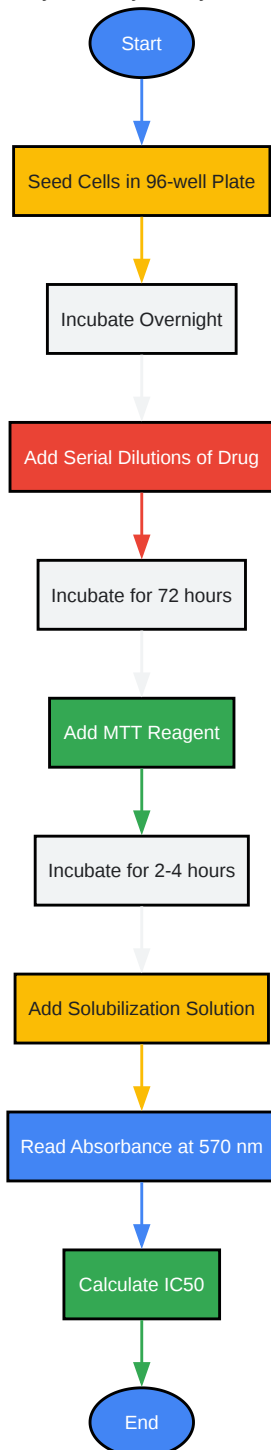 Start
Seed Cells in 96-well Plate
Incubate Overnight
Add Serial Dilutions of Drug
Incubate for 72 hours
Add MTT Reagent
Incubate for 2-4 hours
Add Solubilization Solution
Read Absorbance at 570 nm
Calculate IC50
End